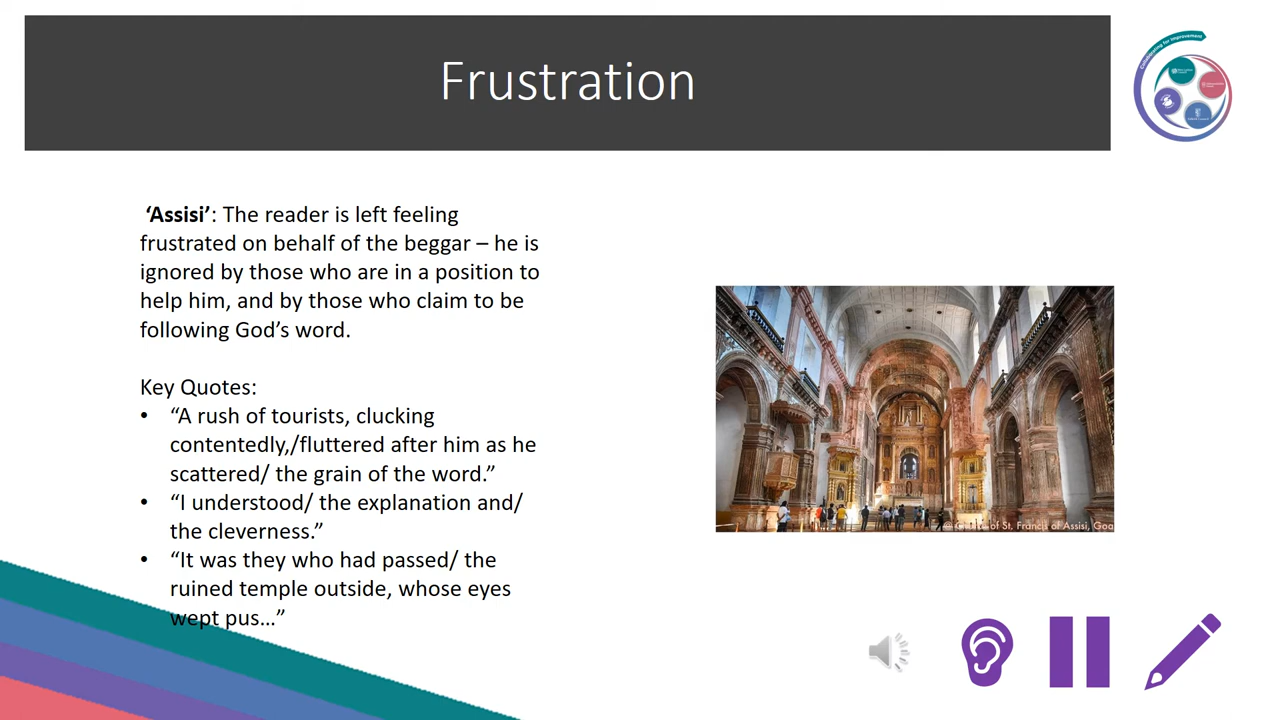 Frustration
Collaborating for Improvement
‘Assisi’: The reader is left feeling
frustrated on behalf of the beggar – he is
ignored by those who are in a position to
help him, and by those who claim to be
following God’s word.
Key Quotes:
• “A rush of tourists, clucking
contentedly,/fluttered after him as he
scattered/ the grain of the word.”
• “I understood/ the explanation and/
the cleverness.”
• “It was they who had passed/ the
ruined temple outside, whose eyes
wept pus…”
of St. Francis of Assisi, Goa